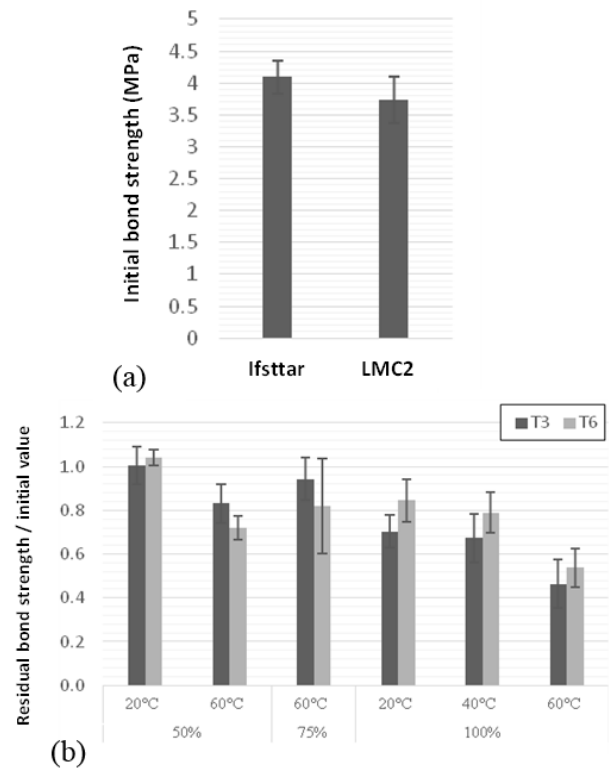 Initial bond strength (MPa)
5
4.5
4
3.5
3
2.5
2
1.5
1
0.5
0
Ifsttar LMC2
(a)
T3 T6
Residual bond strength / initial value
1.2
1.0
0.8
0.6
0.4
0.2
0.0
20°C 60°C 60°C 20°C 40°C 60°C
50% 75% 100%
(b)